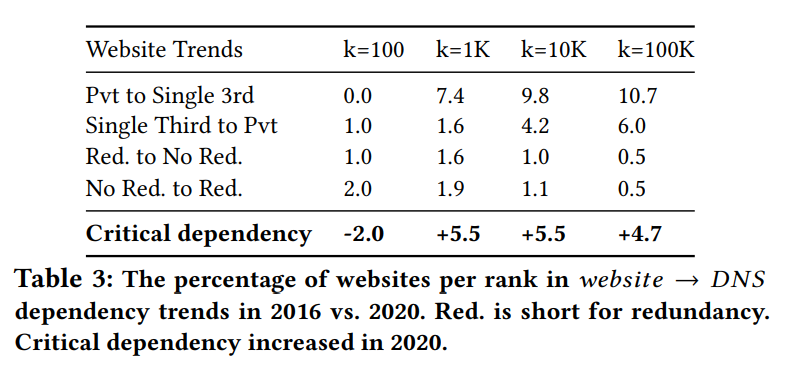 Website Trends k=100 k=1K k=10K k=100K
Pvt to Single 3rd 0.0 7.4 9.8 10.7
Single Third to Pvt 1.0 1.6 4.2 6.0
Red. to No Red. 1.0 1.6 1.0 0.5
No Red. to Red. 2.0 1.9 1.1 0.5
Critical dependency -2.0 +5.5 +5.5 +4.7
Table 3: The percentage of websites per rank in website → DNS
dependency trends in 2016 vs. 2020. Red. is short for redundancy.
Critical dependency increased in 2020.